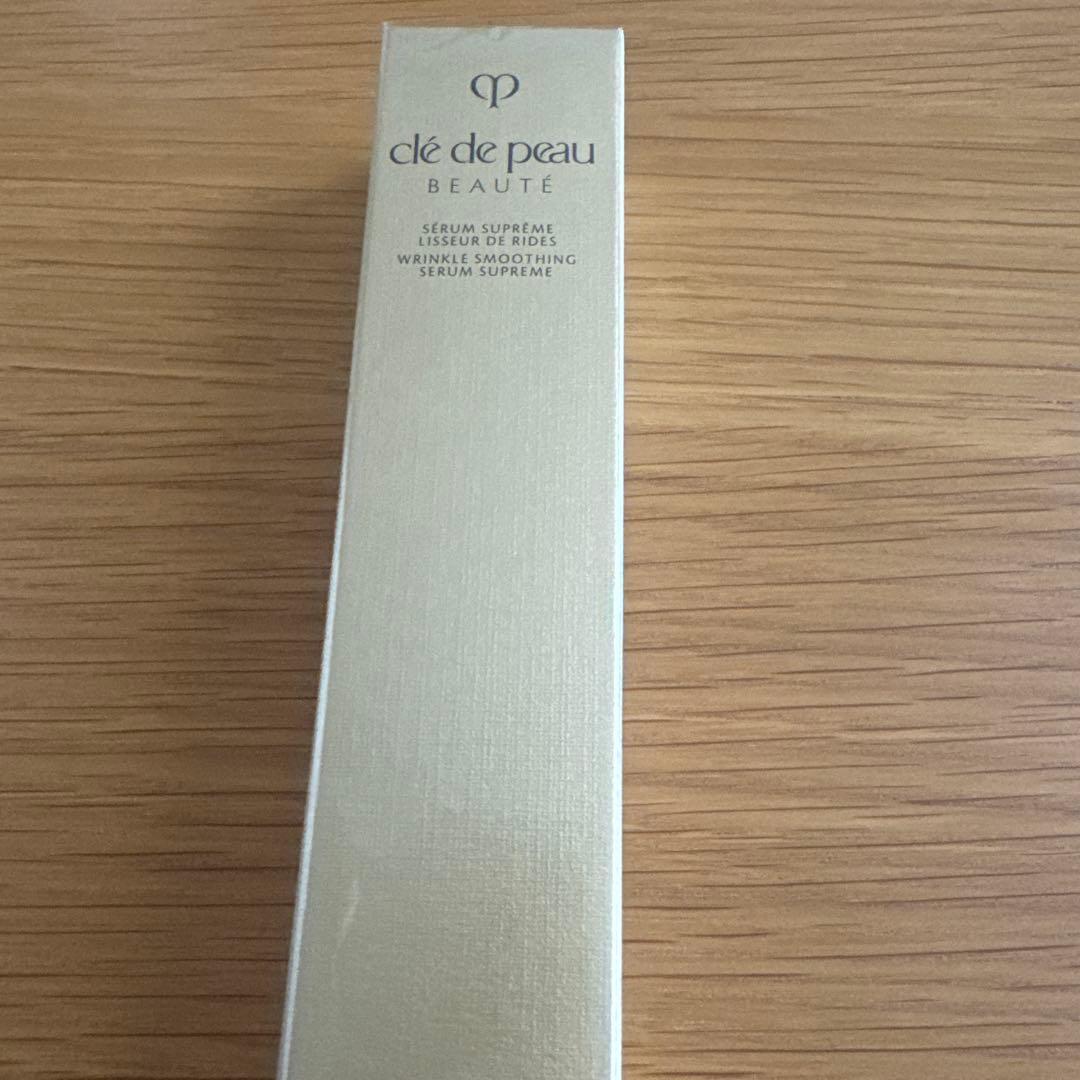 clé de peau
BEAUTÉ
SÉRUM SUPRÊME
LISSEUR DE RIDES
WRINKLE SMOOTHING
SERUM SUPREME